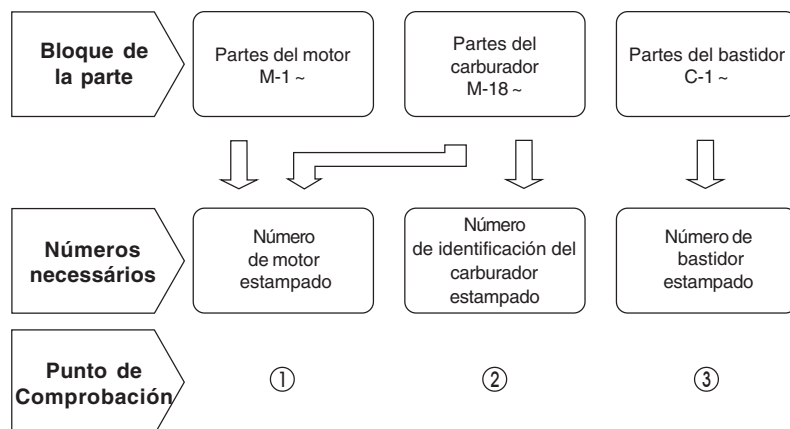 Bloque de
la parte
Partes del motor
M-1 ~
Partes del
carburador
M-18 ~
Partes del bastidor
C-1 ~
Números
necessários
Número
de motor
estampado
Número
de identificación del
carburador
estampado
Número de
bastidor
estampado
Punto de
Comprobación
①
②
③